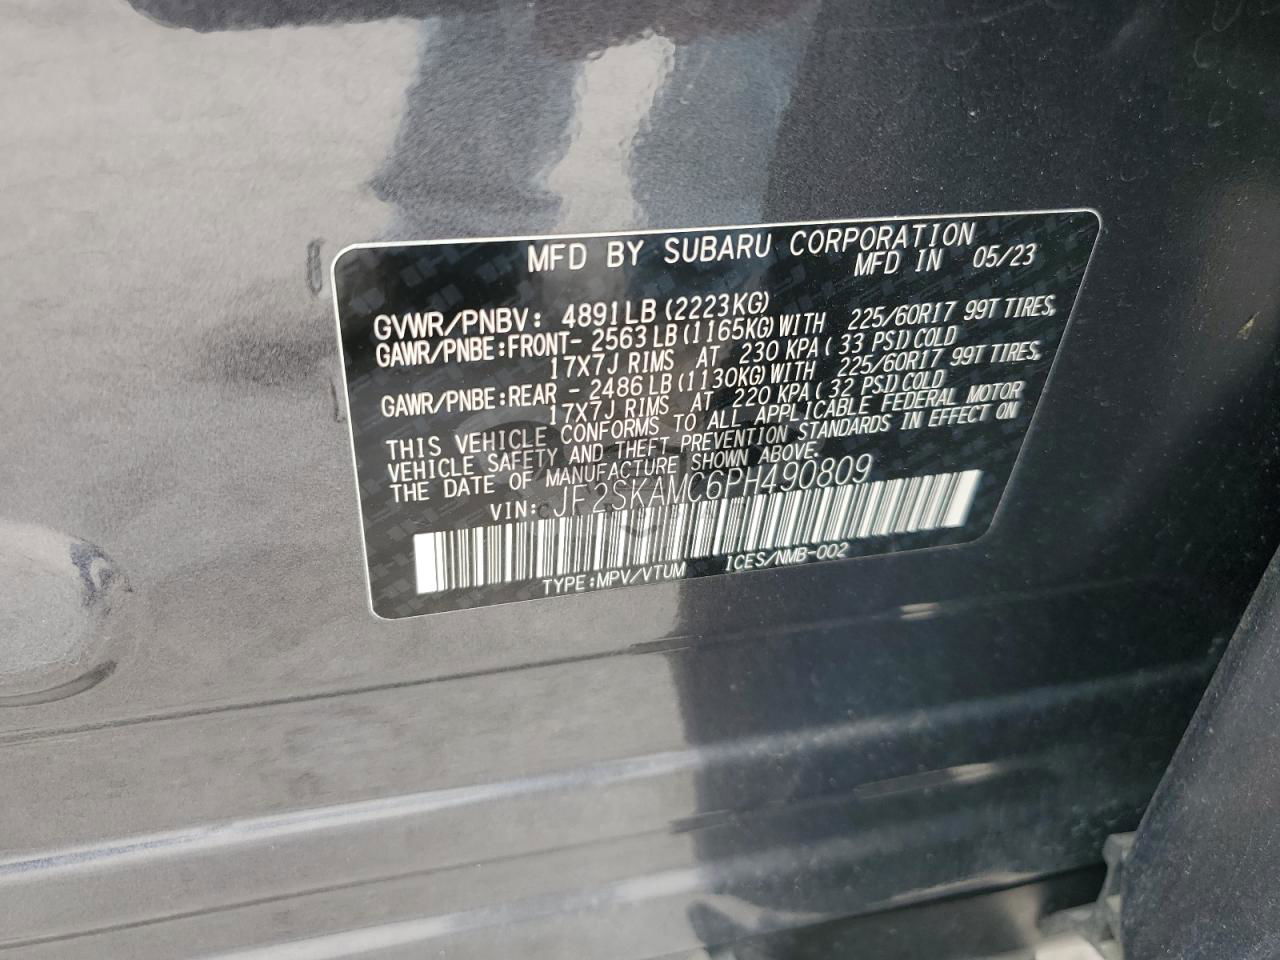 MFD BY SUBARU CORPORATION
MFD IN 05/23
GVWR/PNBV: 4891LB (2223KG)
GAWR/PNBE:FRONT- 2563LB(1165KG)WITH 225/60R17 99T TIRES,
17X7J RIMS AT 230 KPA( 33 PSI)COLD
GAWR/PNBE:REAR - 2486LB(1130KG)WITH 225/60R17 99T TIRES,
17X7J RIMS AT 220 KPA( 32 PSI)COLD
THIS VEHICLE CONFORMS TO ALL APPLICABLE FEDERAL MOTOR
VEHICLE SAFETY AND THEFT PREVENTION STANDARDS IN EFFECT ON
THE DATE OF MANUFACTURE SHOWN ABOVE.
VIN: JF2SKAMC6PH490809
TYPE:MPV/VTUM ICES/NMB-002